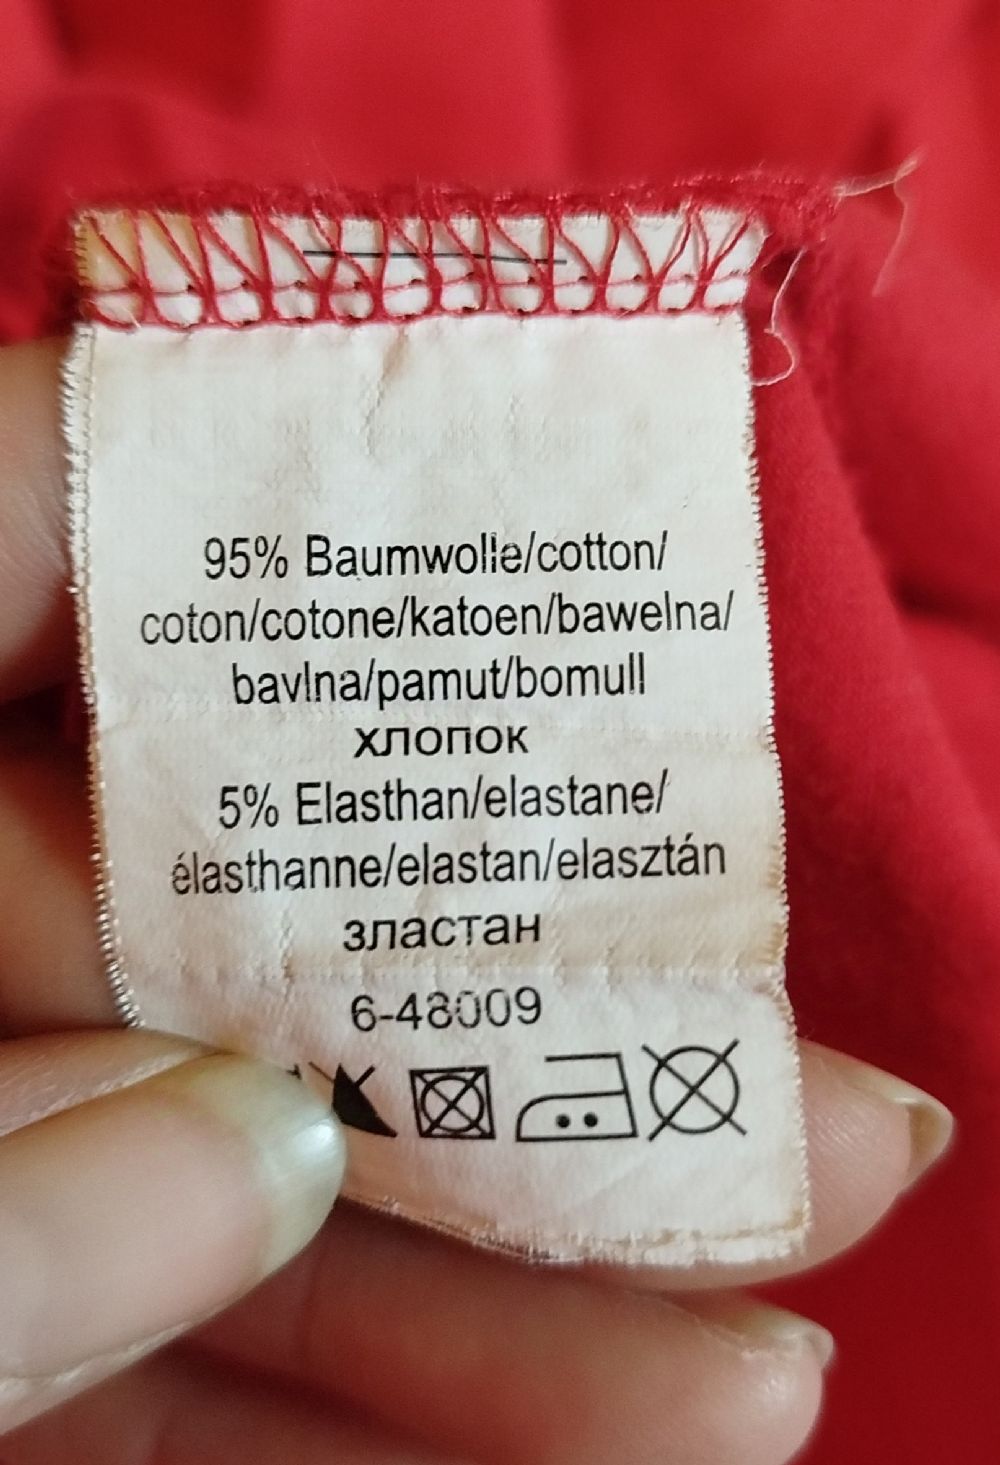 95% Baumwolle/cotton/
coton/cotone/katoen/bawelna/
bavlna/pamut/bomull
хлопок
5% Elasthan/elastane/
élasthanne/elastan/elasztán
зластан
6-48009